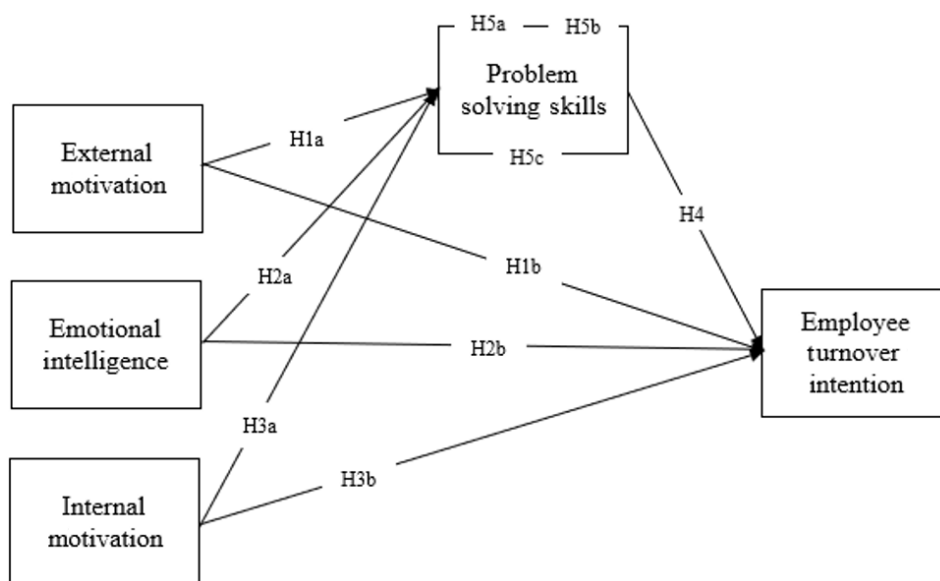 H5a
H5b
Problem
solving skills
H5c
External
motivation
H1a
H4
H1b
H2a
Emotional
intelligence
H2b
Employee
turnover
intention
H3a
H3b
Internal
motivation